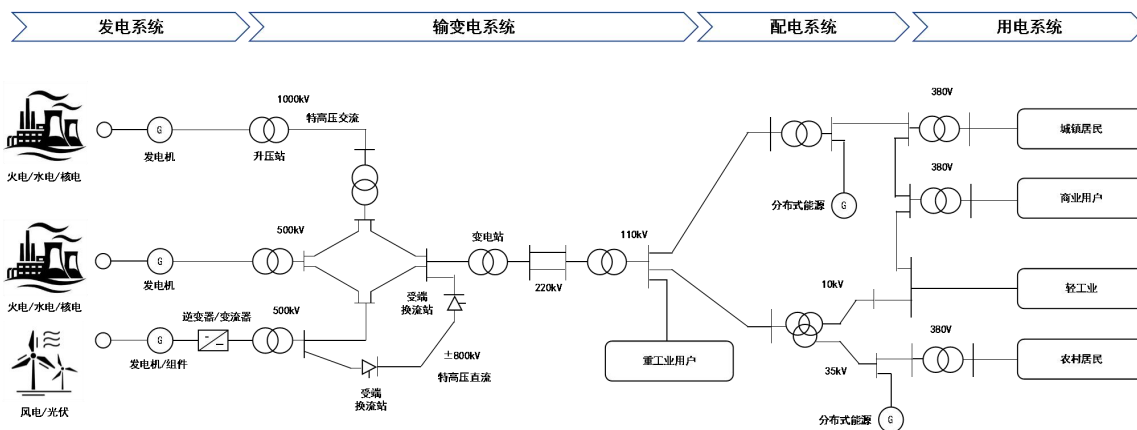 发电系统
输变电系统
配电系统
用电系统
1000kV
特高压交流
G
发电机
升压站
火电/水电/核电
500kV
G
发电机
火电/水电/核电
逆变器/变流器
500kV
G
发电机/组件
风电/光伏
受端
换流站
±800kV
特高压直流
受端
换流站
变电站
220kV
110kV
重工业用户
分布式能源
G
10kV
35kV
分布式能源
G
380V
城镇居民
380V
商业用户
轻工业
380V
农村居民